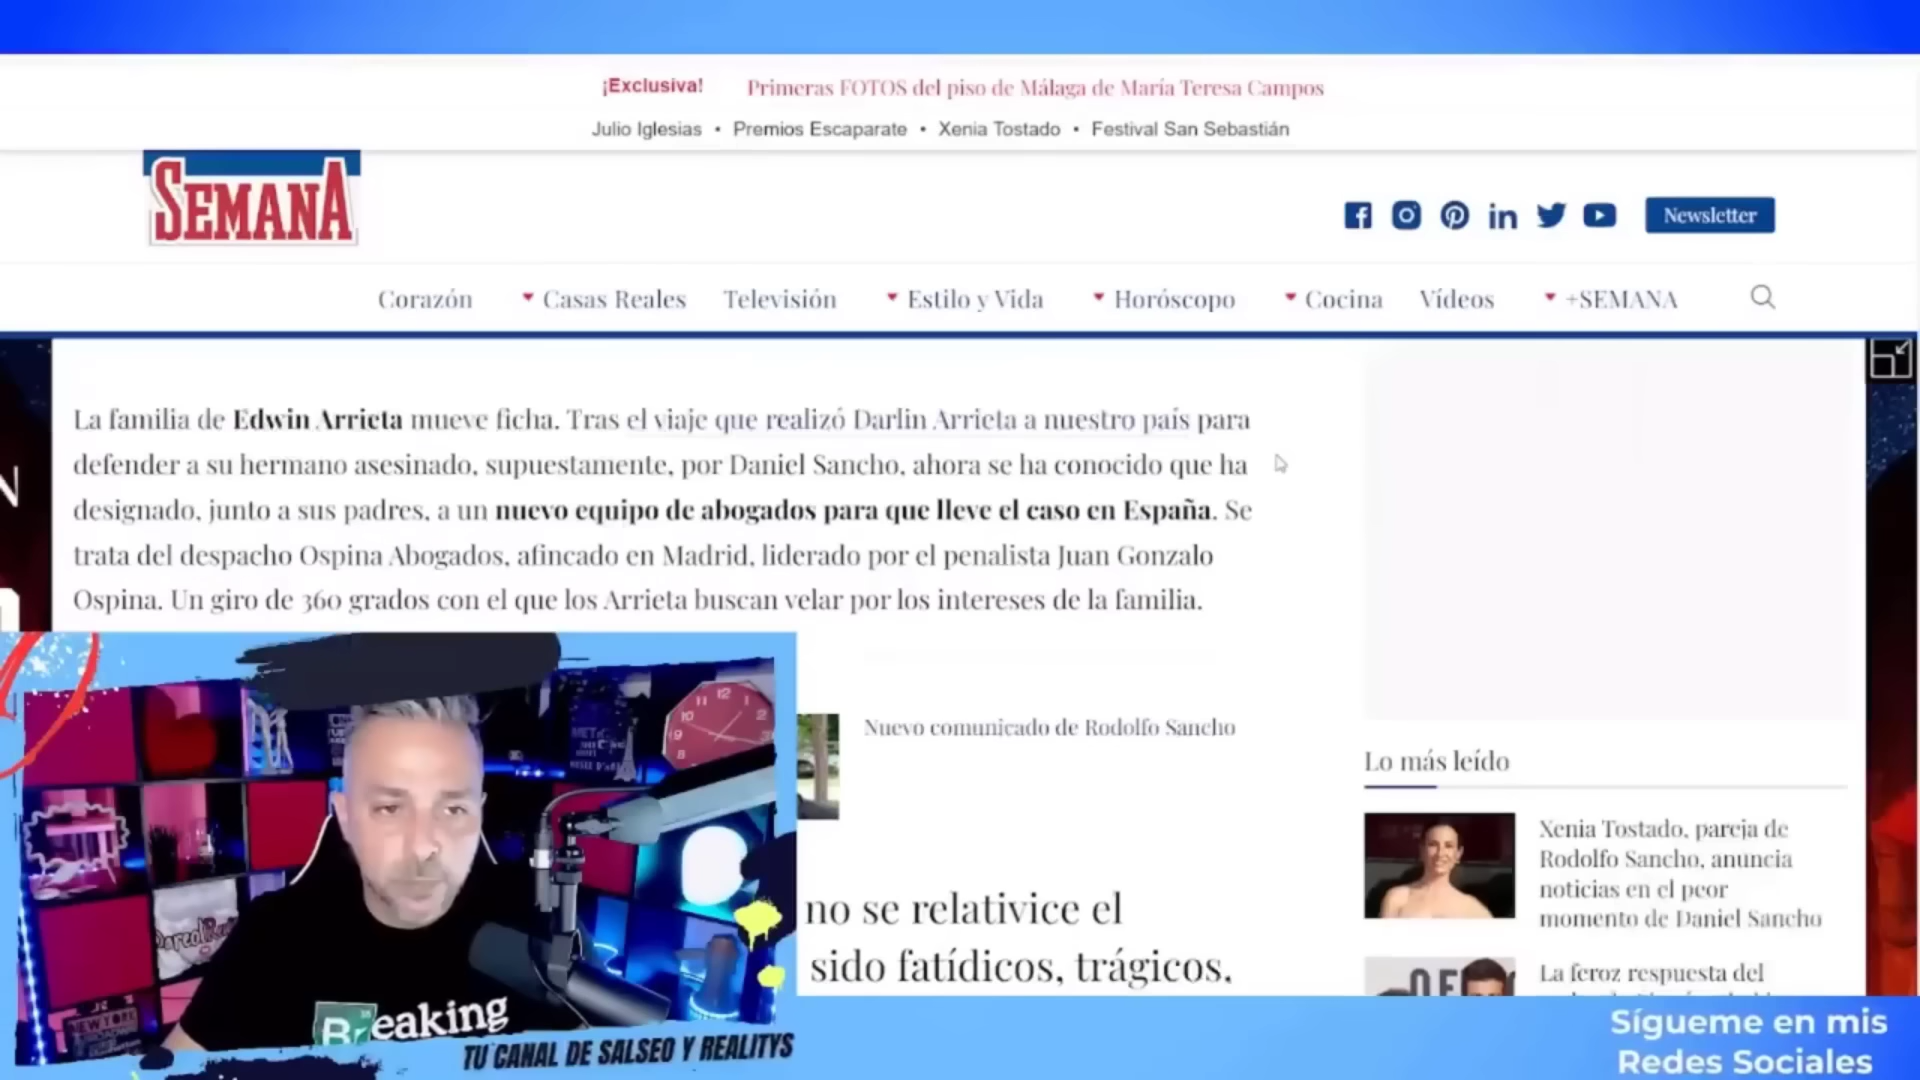 ¡Exclusiva! Primeras FOTOS del piso de Málaga de María Teresa Campos
Julio Iglesias • Premios Escaparate • Xenia Tostado • Festival San Sebastián
SEMANA
Newsletter
Corazón Casas Reales Televisión Estilo y Vida Horóscopo Cocina Vídeos +SEMANA
La familia de Edwin Arrieta mueve ficha. Tras el viaje que realizó Darlin Arrieta a nuestro país para
defender a su hermano asesinado, supuestamente, por Daniel Sancho, ahora se ha conocido que ha
designado, junto a sus padres, a un nuevo equipo de abogados para que lleve el caso en España. Se
trata del despacho Ospina Abogados, afincado en Madrid, liderado por el penalista Juan Gonzalo
Ospina. Un giro de 360 grados con el que los Arrieta buscan velar por los intereses de la familia.
Nuevo comunicado de Rodolfo Sancho
no se relativice el
sido fatídicos, trágicos,
Lo más leído
Xenia Tostado, pareja de
Rodolfo Sancho, anuncia
noticias en el peor
momento de Daniel Sancho
La feroz respuesta del
12
11
10
9
8
2
NEW YORK
Breaking
TU CANAL DE SALSEO Y REALITYS
Sígueme en mis
Redes Sociales